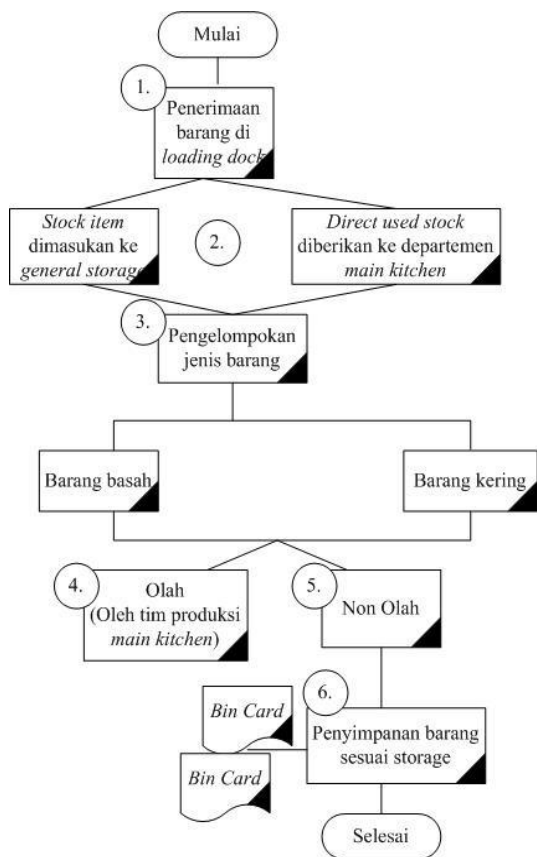 Mulai
1.
Penerimaan
barang di
loading dock
Stock item
dimasukan ke
general storage
2.
Direct used stock
diberikan ke departemen
main kitchen
3.
Pengelompokan
jenis barang
Barang basah
Barang kering
4.
Olah
(Oleh tim produksi
main kitchen)
5.
Non Olah
6.
Bin Card
Bin Card
Penyimpanan barang
sesuai storage
Selesai